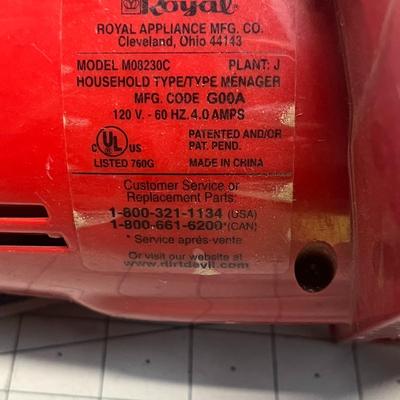 Royal
ROYAL APPLIANCE MFG. CO.
Cleveland, Ohio 44143
MODEL M08230C PLANT: J
HOUSEHOLD TYPE/TYPE MÉNAGER
MFG. CODE G00A
120 V. - 60 HZ. 4.0 AMPS
C UL US
LISTED 760G
PATENTED AND/OR
PAT. PEND.
MADE IN CHINA
Customer Service or
Replacement Parts:
1-800-321-1134 (USA)
1-800-661-6200*(CAN)
* Service aprés-vente
Or visit our website at
www.dirtdevil.com